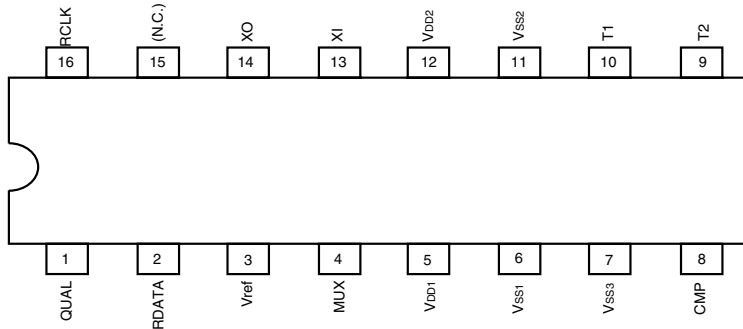 RCLK (N.C.) XO XI VDD2 VSS2 T1 T2
16 15 14 13 12 11 10 9
1 2 3 4 5 6 7 8
QUAL RDATA Vref MUX VDD1 VSS1 VSS3 CMP